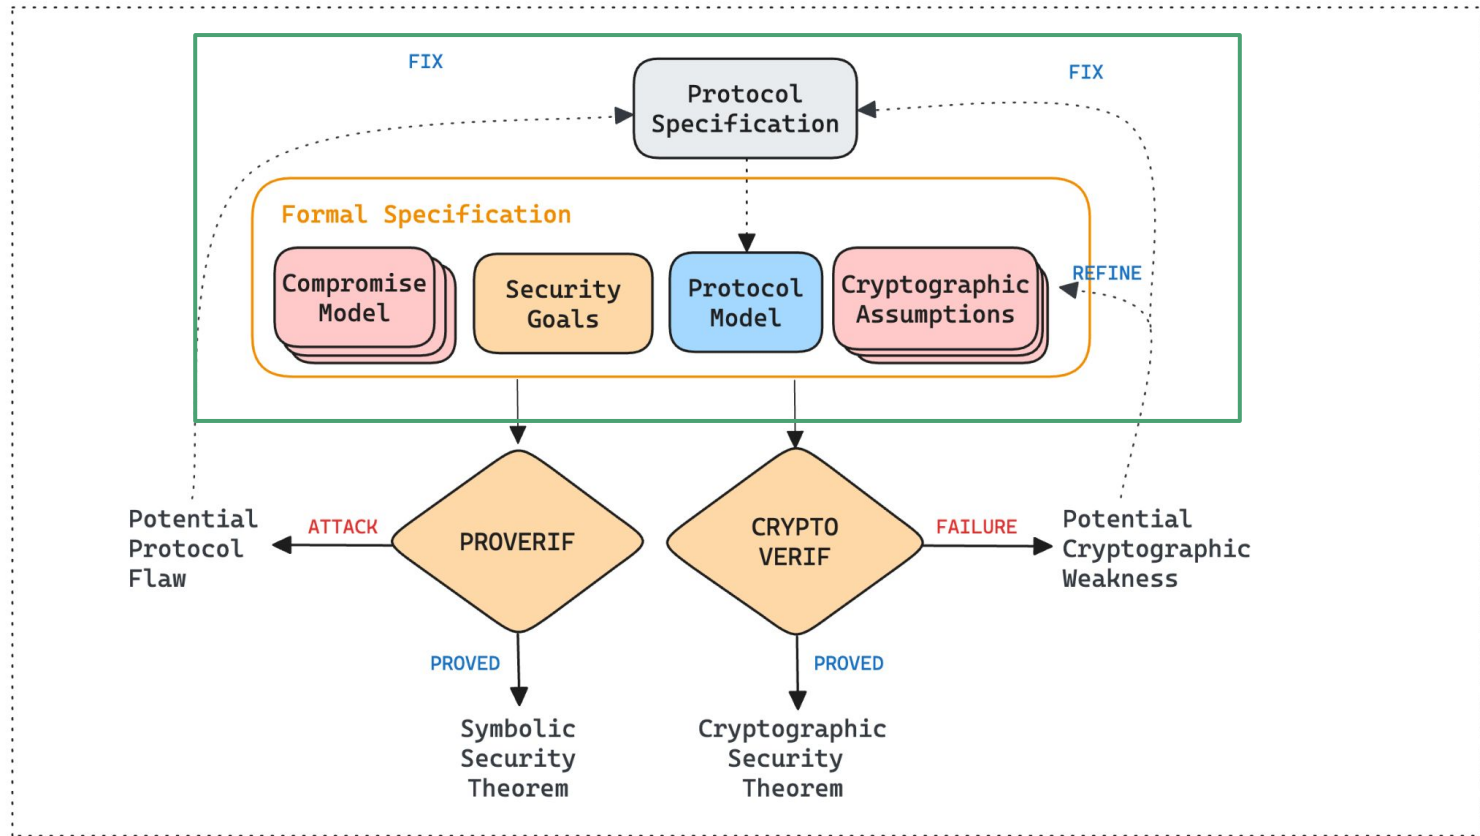 FIX
FIX
Protocol
Specification
Formal Specification
Compromise
Model
Security
Goals
Protocol
Model
Cryptographic
Assumptions
REFINE
PROVERIF
CRYPTO
VERIF
ATTACK
FAILURE
Potential
Protocol
Flaw
Potential
Cryptographic
Weakness
PROVED
PROVED
Symbolic
Security
Theorem
Cryptographic
Security
Theorem